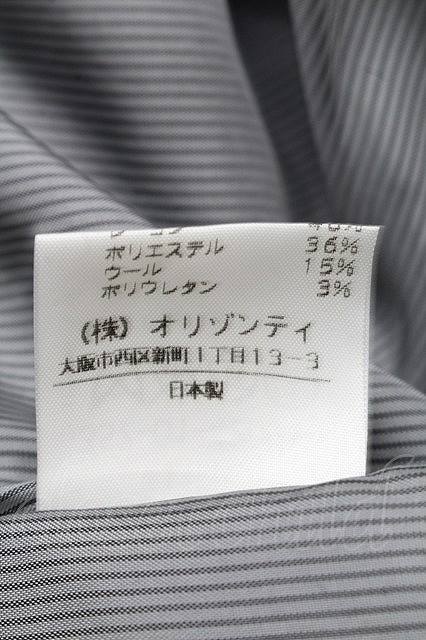 ポリエステル 36%
ウール 15%
ポリウレタン 3%
(株) オリゾンティ
大阪市西区新町1丁目13-3
日本製